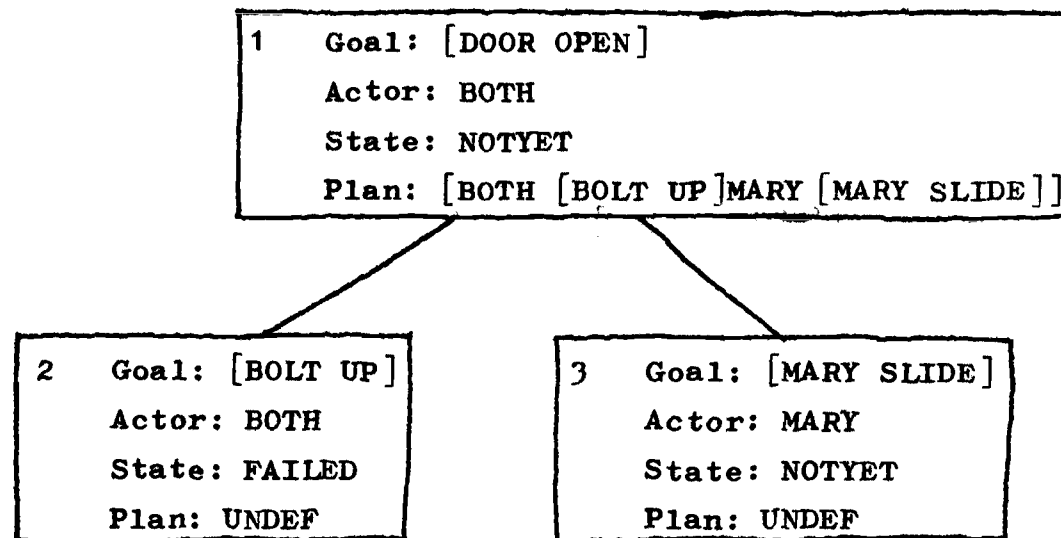 1 Goal: [DOOR OPEN]
Actor: BOTH
State: NOTYET
Plan: [BOTH [BOLT UP]MARY [MARY SLIDE]]
2 Goal: [BOLT UP]
Actor: BOTH
State: FAILED
Plan: UNDEF
3 Goal: [MARY SLIDE]
Actor: MARY
State: NOTYET
Plan: UNDEF